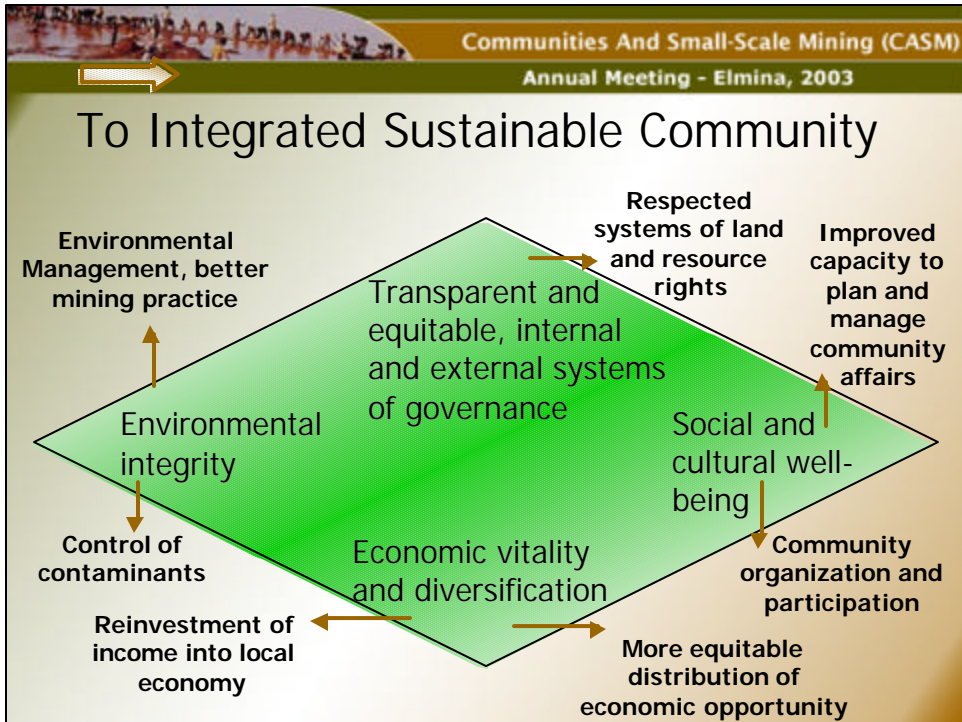 Communities And Small-Scale Mining (CASM)
Annual Meeting - Elmina, 2003
To Integrated Sustainable Community
Environmental
Management, better
mining practice
Respected
systems of land
and resource
rights
Improved
capacity to
plan and
manage
community
affairs
Transparent and
equitable, internal
and external systems
of governance
Environmental
integrity
Social and
cultural well-
being
Control of
contaminants
Economic vitality
and diversification
Community
organization and
participation
Reinvestment of
income into local
economy
More equitable
distribution of
economic opportunity